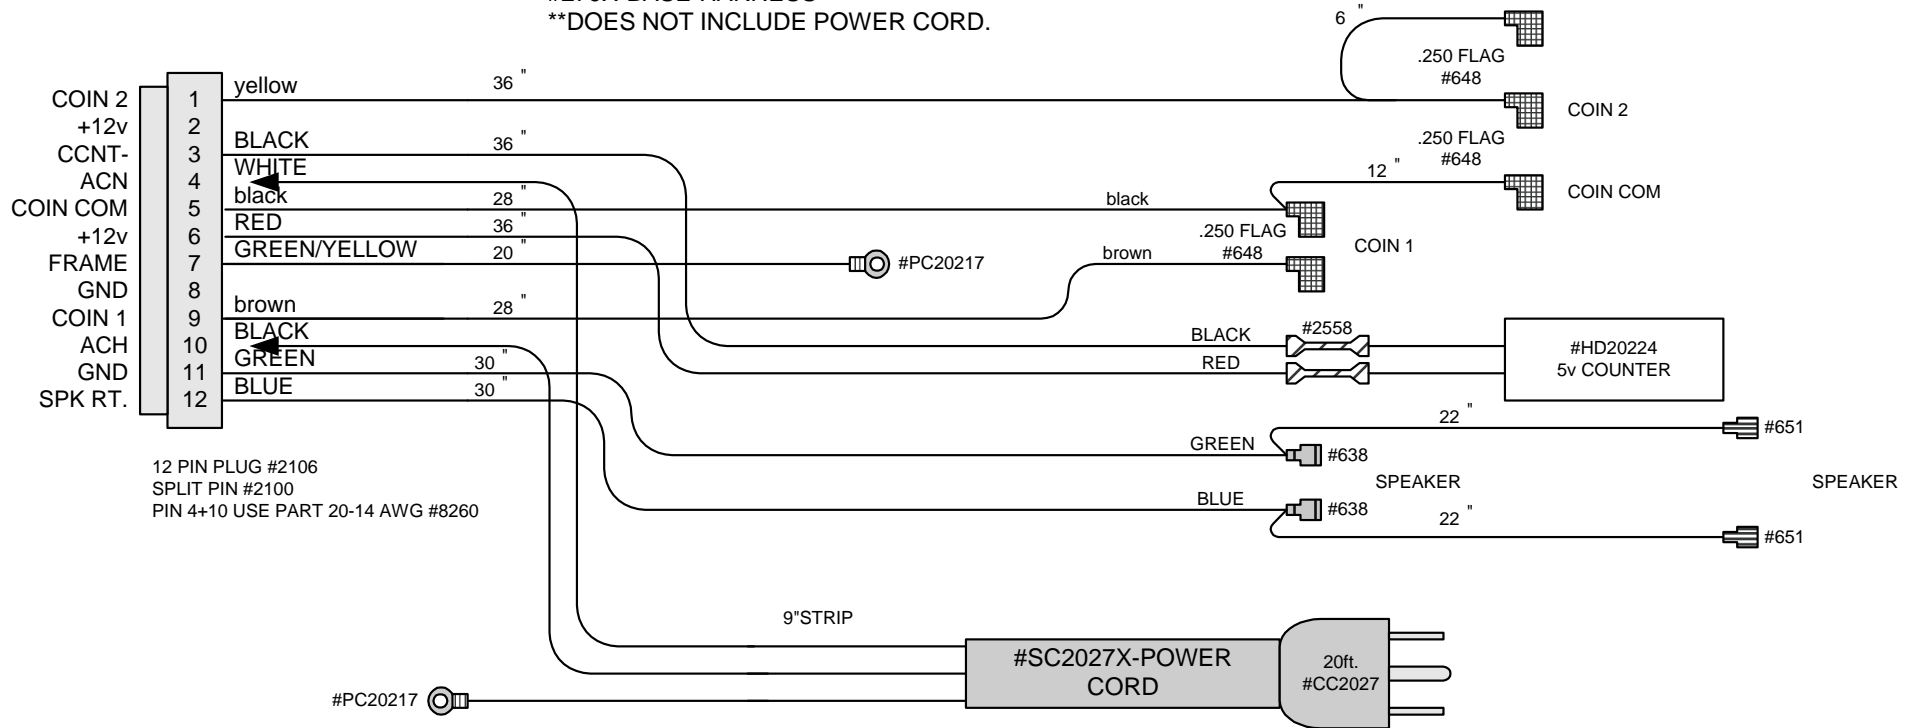 **DOES NOT INCLUDE POWER CORD.
6 "
.250 FLAG
#648
COIN 2 1 yellow 36 "
COIN 2
+12v 2
.250 FLAG
#648
CCNT- 3 BLACK 36 "
ACN 4 WHITE
12 "
COIN COM
COIN COM 5 black 28 " black
+12v 6 RED 36 "
.250 FLAG
#648
COIN 1
FRAME 7 GREEN/YELLOW 20 " #PC20217
brown
GND 8
COIN 1 9 brown 28 "
ACH 10 BLACK
BLACK #2558
#HD20224
5v COUNTER
GND 11 GREEN 30 "
RED
SPK RT. 12 BLUE 30 "
22 "
#651
GREEN #638
SPEAKER
SPEAKER
12 PIN PLUG #2106
SPLIT PIN #2100
PIN 4+10 USE PART 20-14 AWG #8260
BLUE #638
22 "
#651
9"STRIP
#SC2027X-POWER
CORD
20ft.
#CC2027
#PC20217